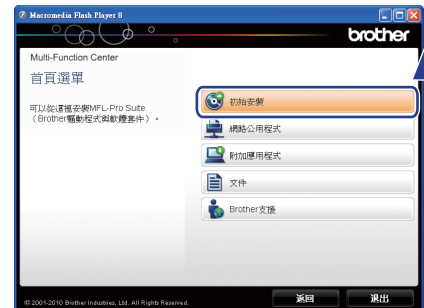 Macromedia Flash Player 8
brother
Multi-Function Center
首頁選單
可以從這裡安裝MFL-Pro Suite
（Brother驅動程式與軟體套件）。
初始安裝
網路公用程式
附加應用程式
文件
Brother支援
© 2001-2010 Brother Industries, Ltd. All Rights Reserved.
返回
退出